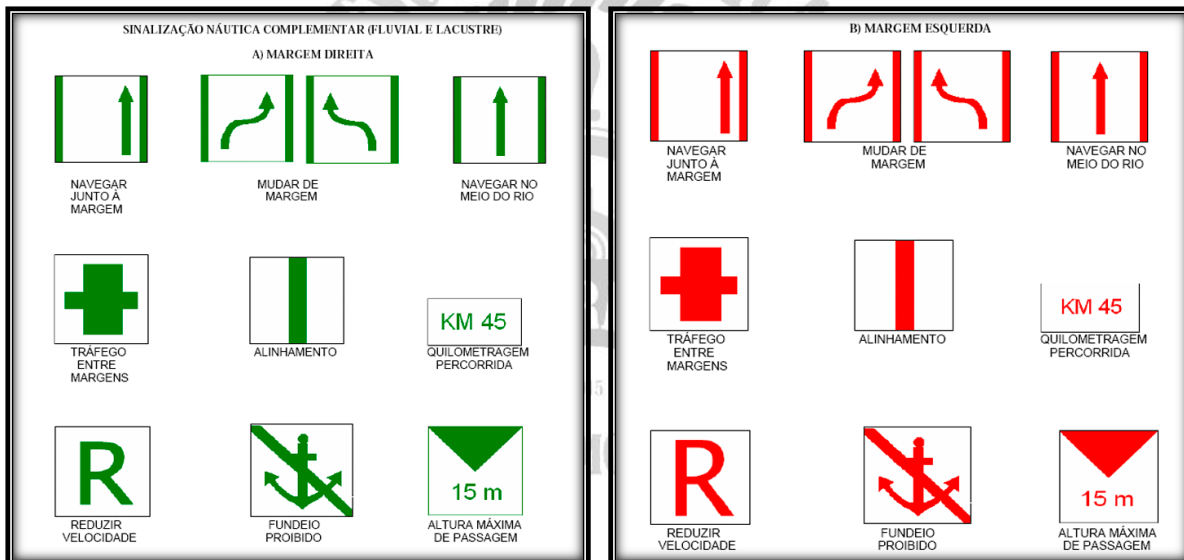 SINALIZAÇÃO NÁUTICA COMPLEMENTAR (FLUVIAL E LACUSTRE)
A) MARGEM DIREITA
NAVEGAR
JUNTO À
MARGEM
MUDAR DE
MARGEM
NAVEGAR NO
MEIO DO RIO
TRÁFEGO
ENTRE
MARGENS
ALINHAMENTO
KM 45
QUILOMETRAGEM
PERCORRIDA
R
REDUZIR
VELOCIDADE
FUNDEIO
PROIBIDO
15 m
ALTURA MÁXIMA
DE PASSAGEM
B) MARGEM ESQUERDA
NAVEGAR
JUNTO À
MARGEM
MUDAR DE
MARGEM
NAVEGAR NO
MEIO DO RIO
TRÁFEGO
ENTRE
MARGENS
ALINHAMENTO
KM 45
QUILOMETRAGEM
PERCORRIDA
R
REDUZIR
VELOCIDADE
FUNDEIO
PROIBIDO
15 m
ALTURA MÁXIMA
DE PASSAGEM